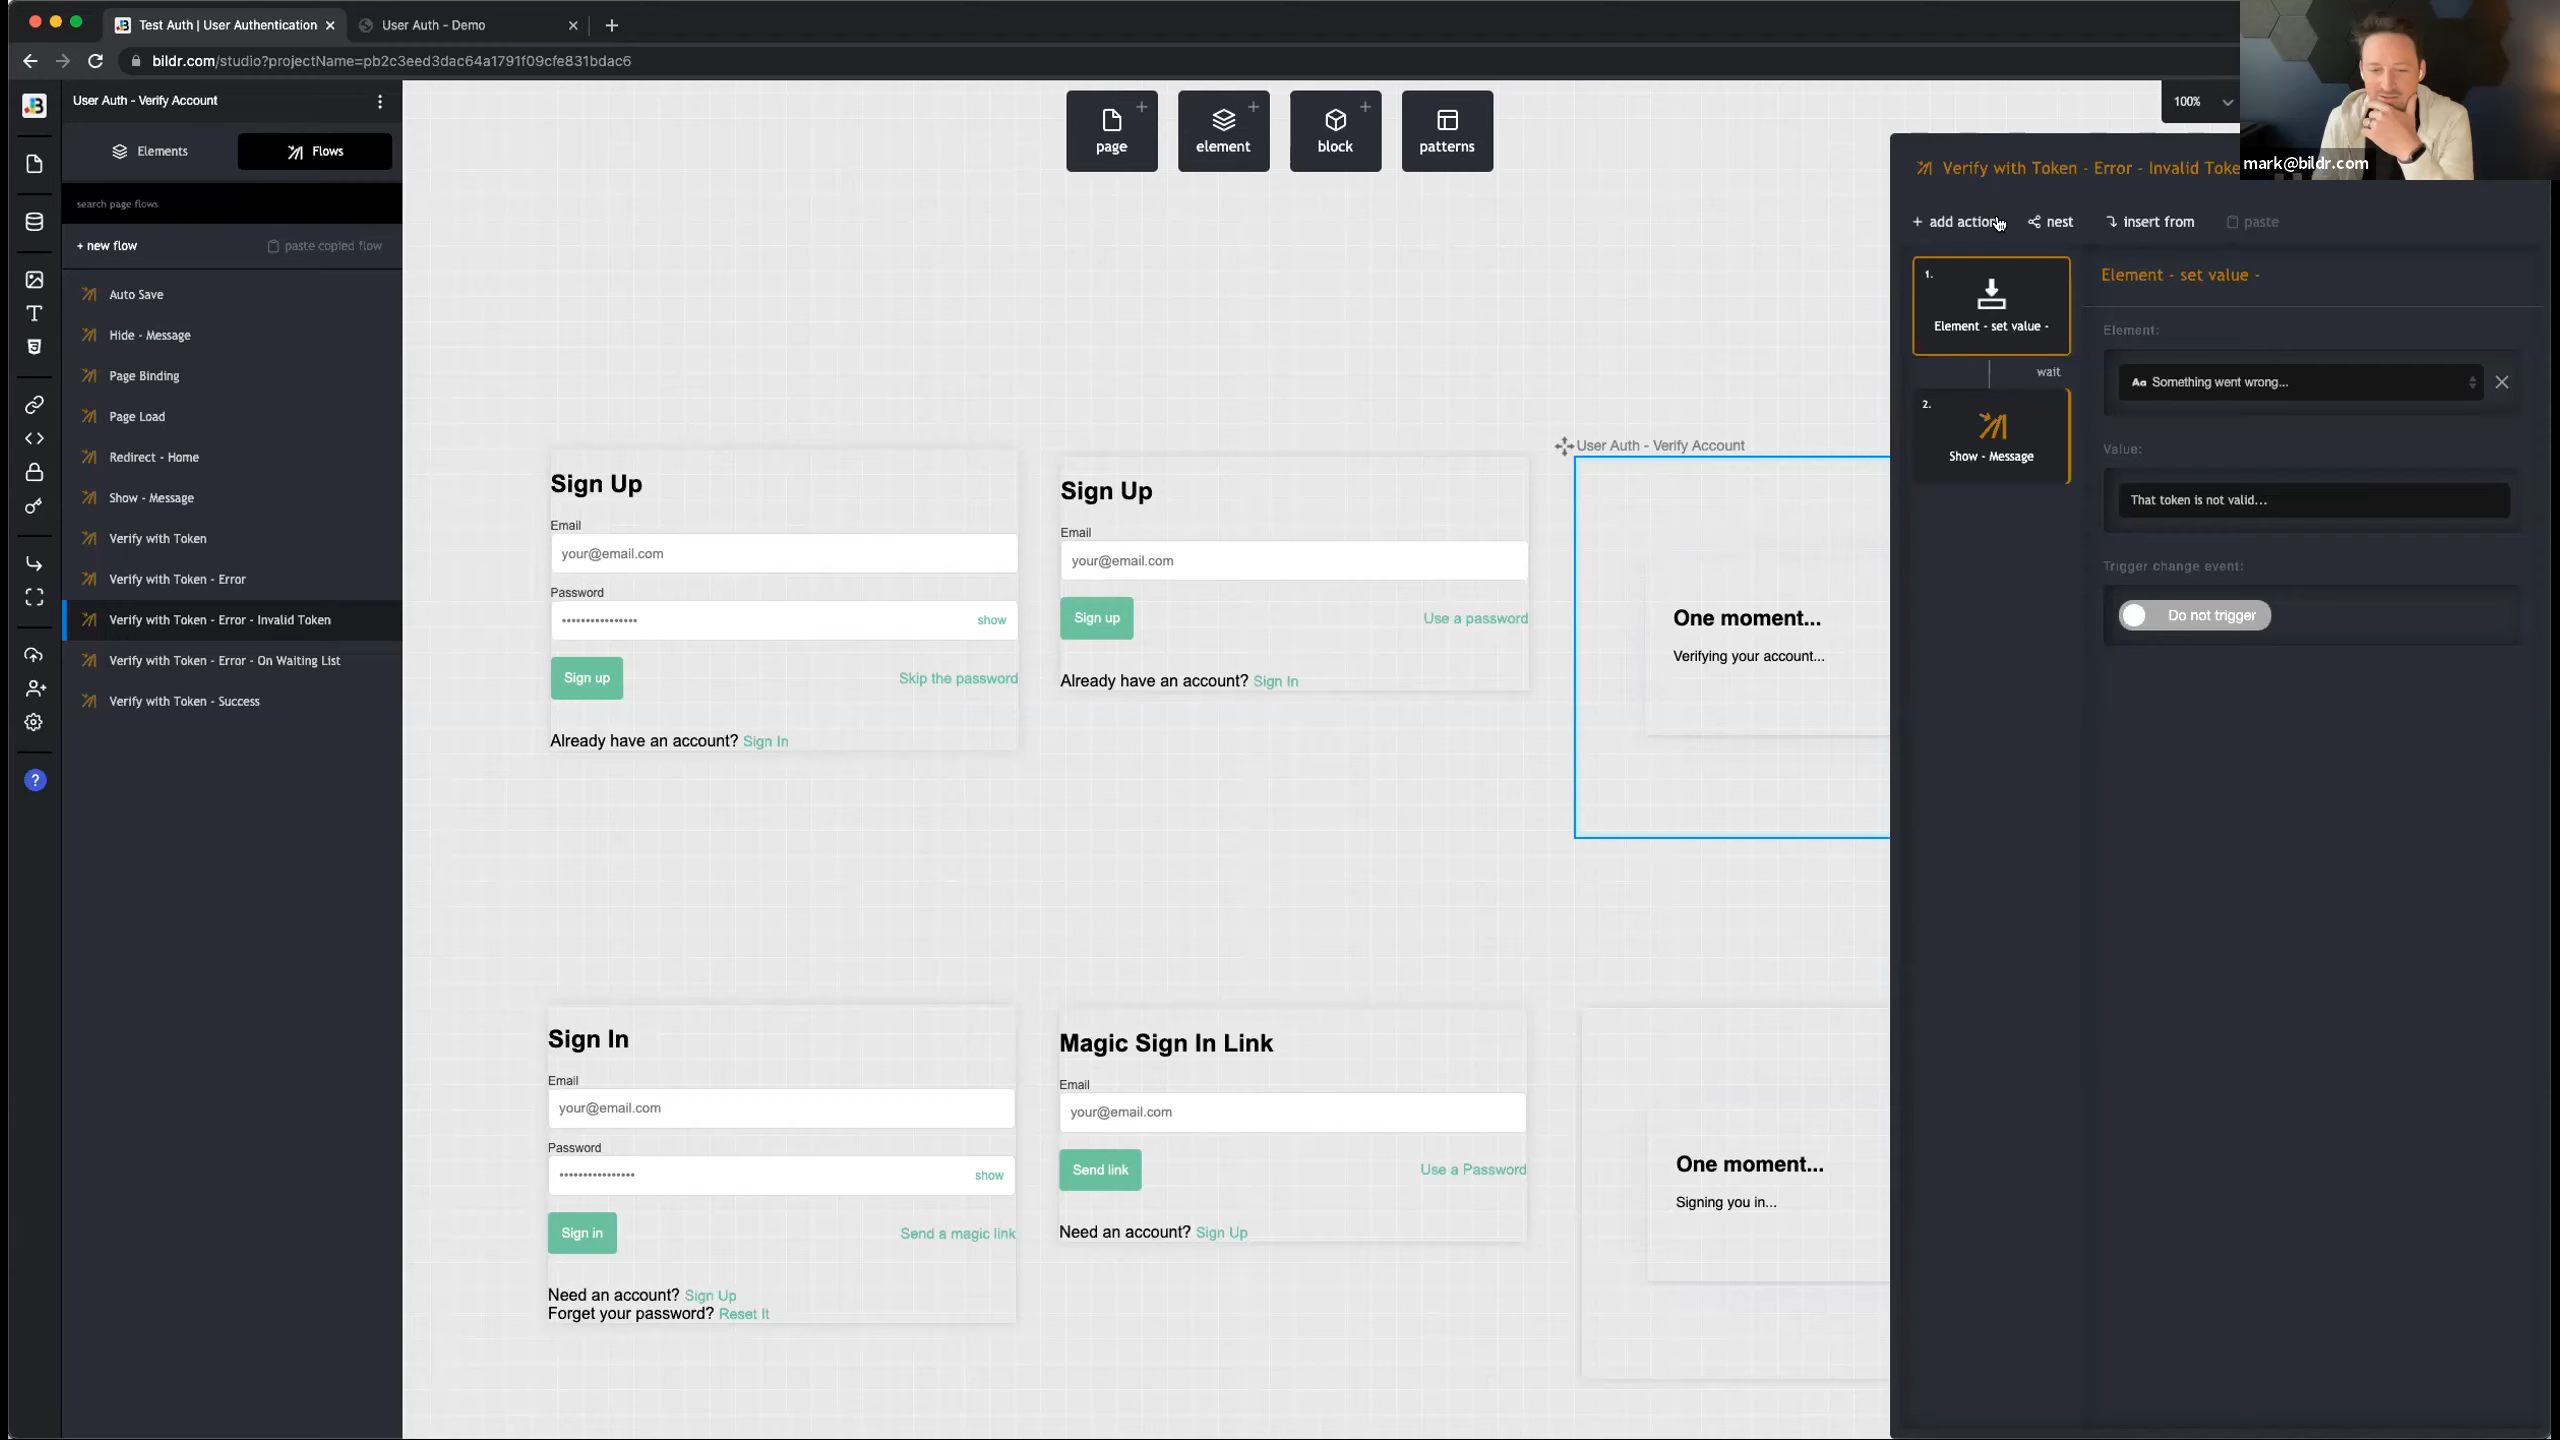 Test Auth | User Authentication
User Auth - Demo
bildr.com/studio?projectName=pb2c3eed3dac64a1791f09cfe831bdac6
User Auth - Verify Account
Elements
Flows
search page flows
+ new flow
paste copied flow
Auto Save
Hide - Message
Page Binding
Page Load
Redirect - Home
Show - Message
Verify with Token
Verify with Token - Error
Verify with Token - Error - Invalid Token
Verify with Token - Error - On Waiting List
Verify with Token - Success
page
element
block
patterns
100%
mark@bildr.com
Sign Up
Email
your@email.com
Password
••••••••••••••••
show
Sign up
Skip the password
Already have an account? Sign In
Sign Up
Email
your@email.com
Sign up
Use a password
Already have an account? Sign In
User Auth - Verify Account
One moment...
Verifying your account...
Sign In
Email
your@email.com
Password
••••••••••••••••
show
Sign in
Send a magic link
Need an account? Sign Up
Forget your password? Reset It
Magic Sign In Link
Email
your@email.com
Send link
Use a Password
Need an account? Sign Up
One moment...
Signing you in...
Verify with Token - Error - Invalid Toke
+ add action
nest
insert from
paste
1.
Element - set value -
wait
2.
Show - Message
Element - set value -
Element:
Aa Something went wrong...
Value:
That token is not valid...
Trigger change event:
Do not trigger
?